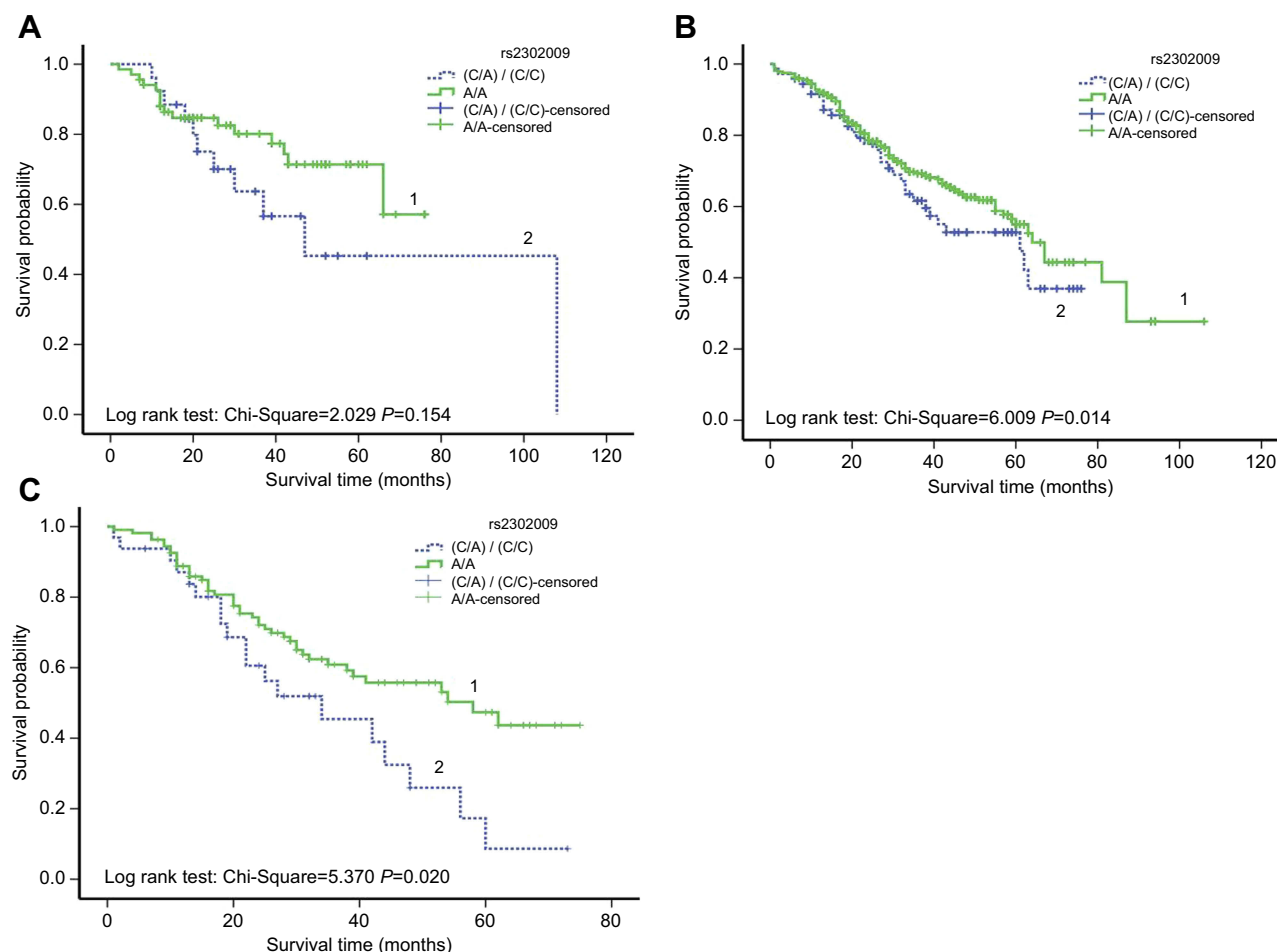 A
rs2302009
(C/A) / (C/C)
A/A
(C/A) / (C/C)-censored
A/A-censored
1.0
0.8
0.6
0.4
0.2
0.0
Survival probability
1
2
Log rank test: Chi-Square=2.029 P=0.154
0 20 40 60 80 100 120
Survival time (months)
B
rs2302009
(C/A) / (C/C)
A/A
(C/A) / (C/C)-censored
A/A-censored
1.0
0.8
0.6
0.4
0.2
0.0
Survival probability
1
2
Log rank test: Chi-Square=6.009 P=0.014
0 20 40 60 80 100 120
Survival time (months)
C
rs2302009
(C/A) / (C/C)
A/A
(C/A) / (C/C)-censored
A/A-censored
1.0
0.8
0.6
0.4
0.2
0.0
Survival probability
1
2
Log rank test: Chi-Square=5.370 P=0.020
0 20 40 60 80
Survival time (months)